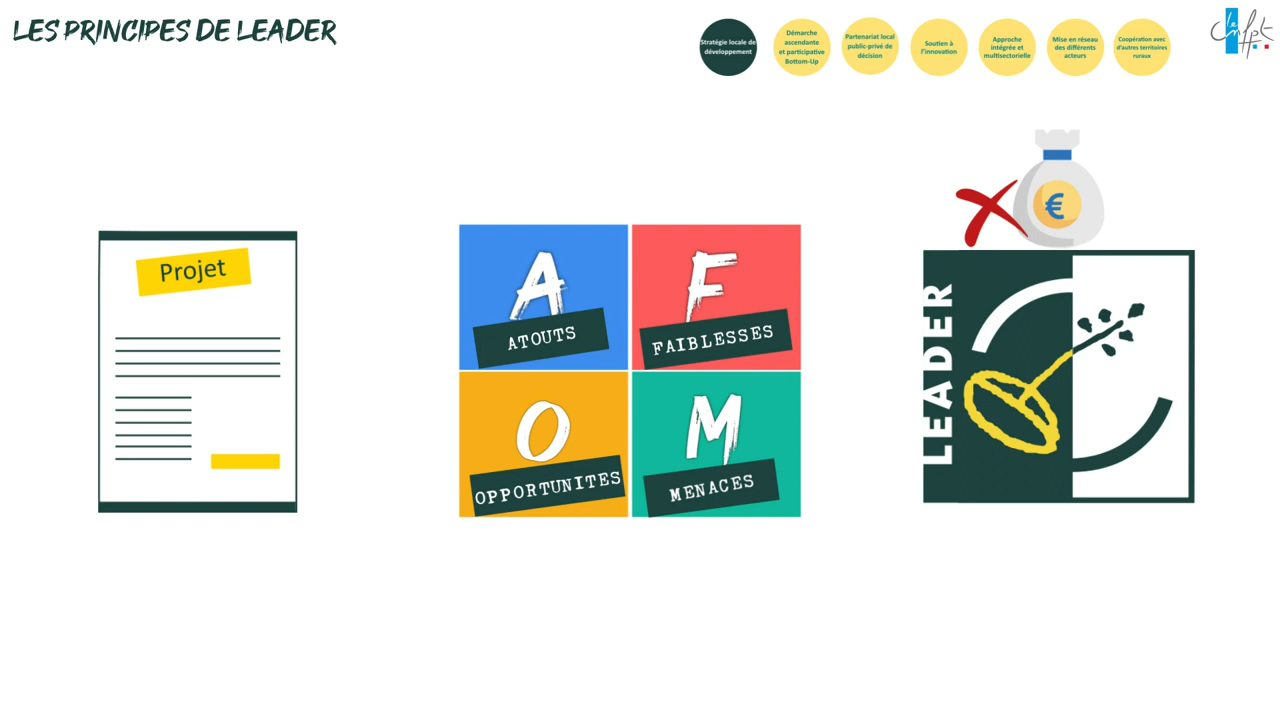 LES PRINCIPES DE LEADER
Stratégie locale de
développement
Démarche
ascendante
et participative
Bottom-Up
Partenariat local
public-privé de
décision
Soutien à
l'innovation
Approche
intégrée et
multisectorielle
Mise en réseau
des différents
acteurs
Coopération avec
d'autres territoires
ruraux
le
cnfpt
Projet
A
ATOUTS
F
FAIBLESSES
O
OPPORTUNITES
M
MENACES
€
LEADER